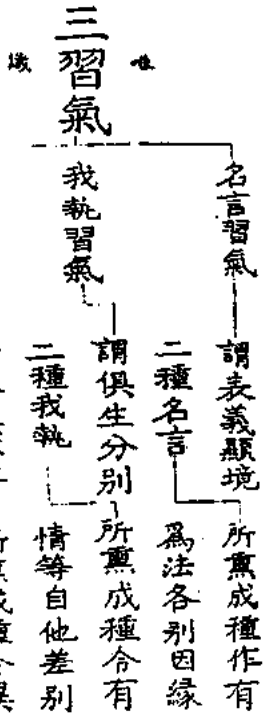 三習氣
名言習氣
謂表義顯境
二種名言
所熏成種作有
為法各別因緣
我執習氣
謂俱生分別
二種我執
所熏成種令有
情等自他差別